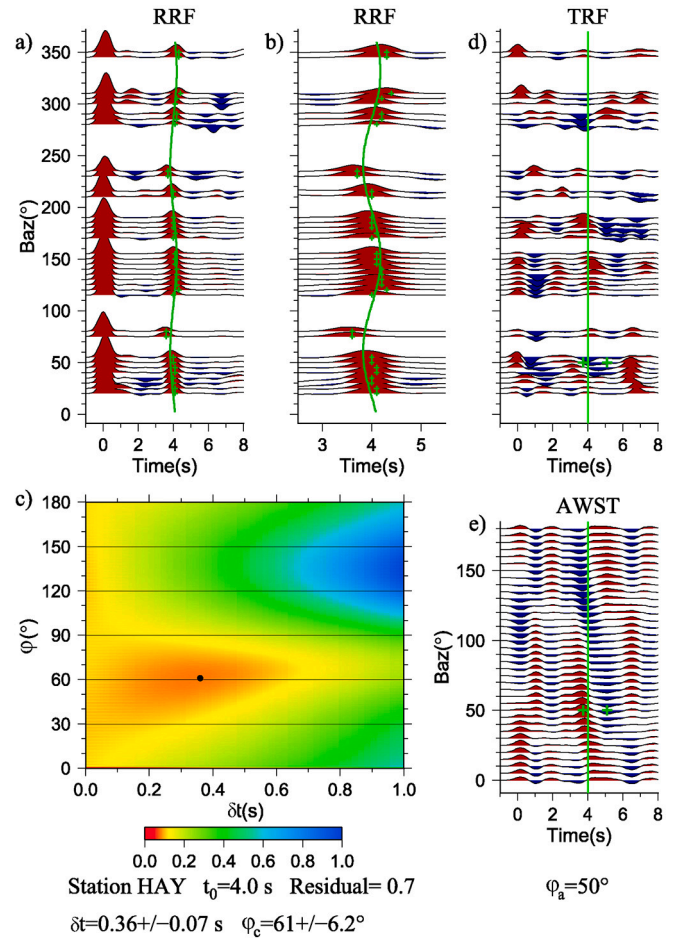 RRF
RRF
TRF
a)
b)
d)
Baz(°)
350
300
250
200
150
100
50
0
0 2 4 6 8
Time(s)
3 4 5
Time(s)
0 2 4 6 8
Time(s)
c)
φ(°)
180
150
120
90
60
30
0
0.0 0.2 0.4 0.6 0.8 1.0
δt(s)
0.0 0.2 0.4 0.6 0.8 1.0
AWST
e)
Baz(°)
150
100
50
0
0 2 4 6 8
Time(s)
Station HAY t₀=4.0 s Residual= 0.7
δt=0.36+/−0.07 s φc=61+/−6.2°
φa=50°